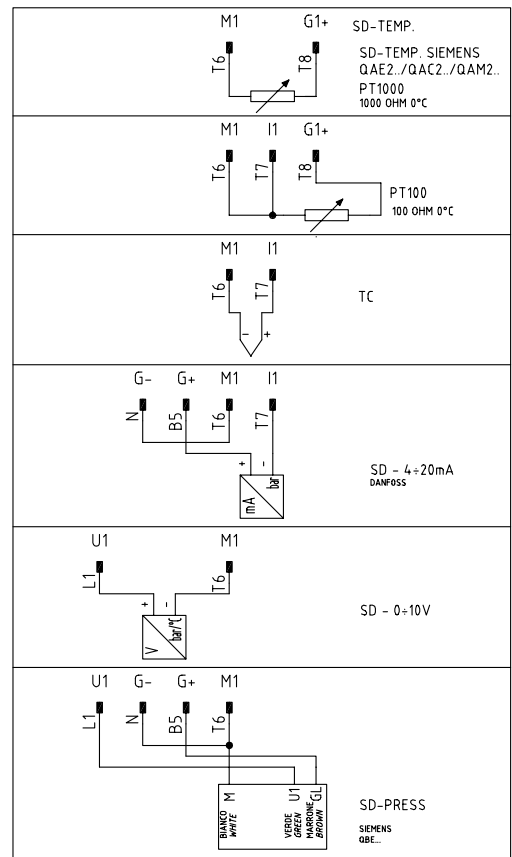 M1 G1+ SD-TEMP.
T6 T8
SD-TEMP. SIEMENS
QAE2../QAC2../QAM2..
PT1000
1000 OHM 0°C
M1 I1 G1+
T6 T7 T8
PT100
100 OHM 0°C
M1 I1
T6 T7
TC
- +
G- G+ M1 I1
N B5 T6 T7
+ -
mA bar
SD - 4÷20mA
DANFOSS
U1 M1
L1 T6
+ -
V bar/°C
SD - 0÷10V
U1 G- G+ M1
L1 N B5 T6
M U1 GL
BIANCO VERDE MARRONE
WHITE GREEN BROWN
SD-PRESS
SIEMENS
QBE...